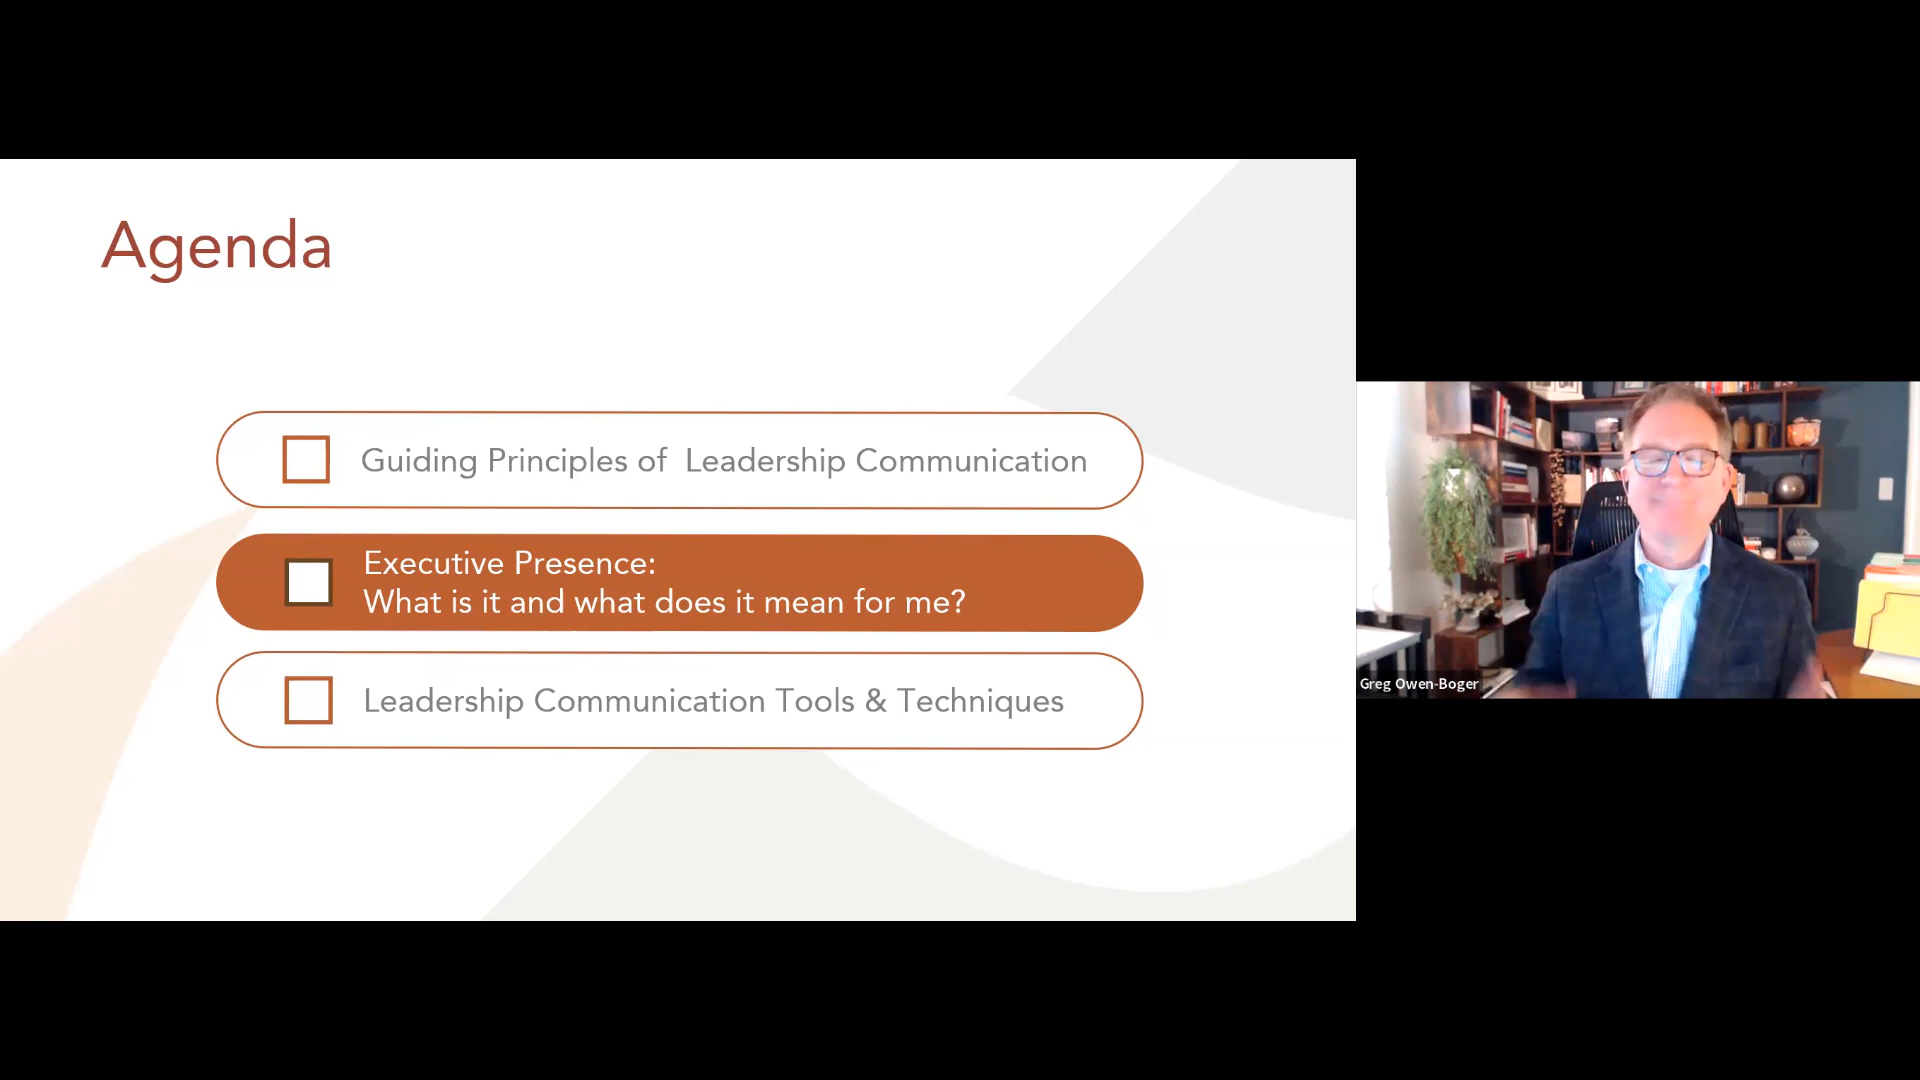 Agenda
Guiding Principles of  Leadership Communication
Executive Presence:
What is it and what does it mean for me?
Leadership Communication Tools & Techniques
Greg Owen-Boger